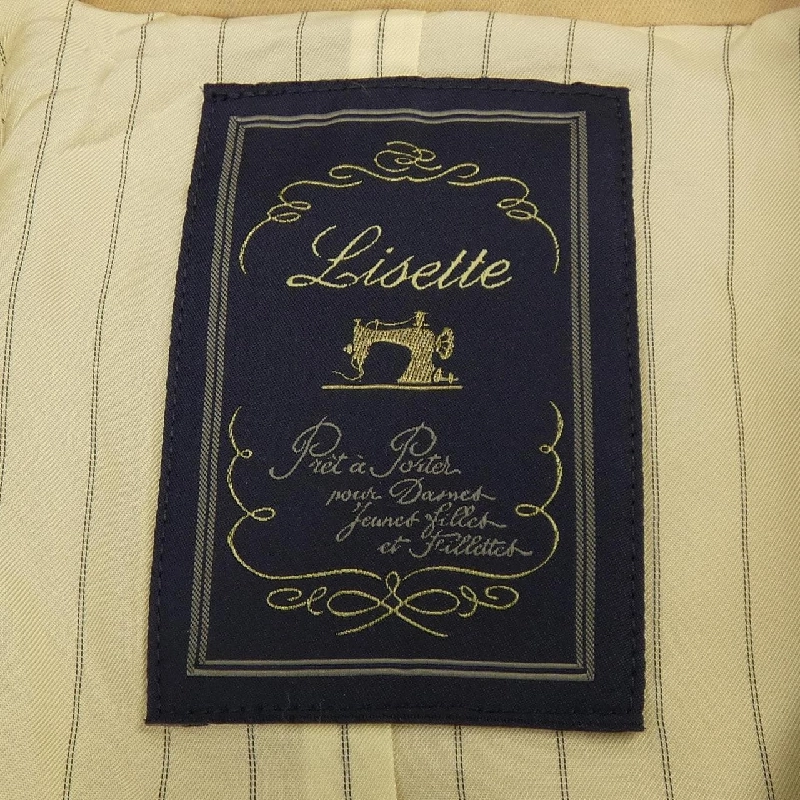 Lisette
Prêt à Porter
pour Dames
Jeunes filles
et Fillettes